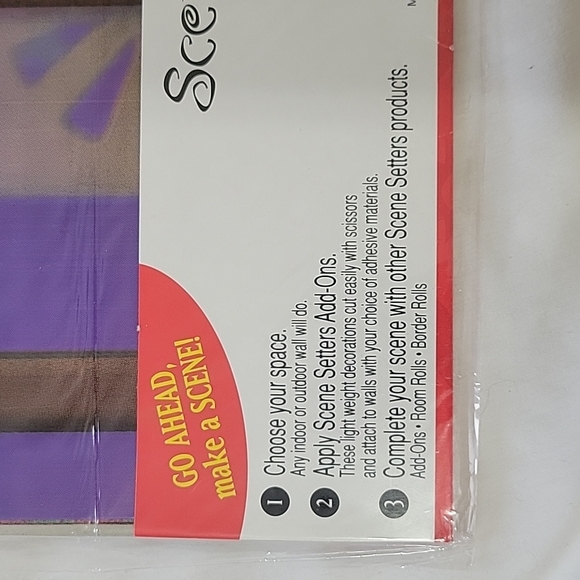 Sce
GO AHEAD,
make a SCENE!
1 Choose your space.
Any indoor or outdoor wall will do.
2 Apply Scene Setters Add-Ons.
These light weight decorations cut easily with scissors
and attach to walls with your choice of adhesive materials.
3 Complete your scene with other Scene Setters products.
Add-Ons • Room Rolls • Border Rolls